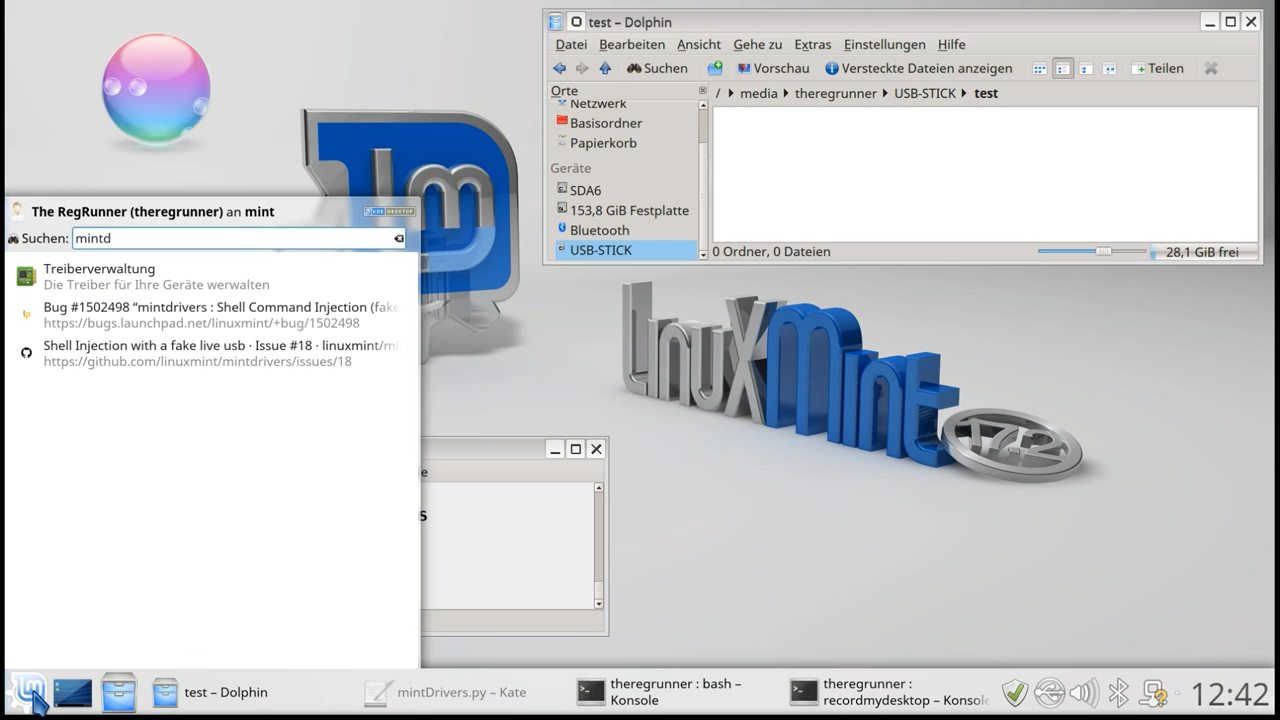 test – Dolphin
Datei Bearbeiten Ansicht Gehe zu Extras Einstellungen Hilfe
Suchen Vorschau Versteckte Dateien anzeigen Teilen
Orte
/ media theregrunner USB-STICK test
Netzwerk
Basisordner
Papierkorb
Geräte
SDA6
153,8 GiB Festplatte
Bluetooth
USB-STICK
0 Ordner, 0 Dateien 28,1 GiB frei
lm
The RegRunner (theregrunner) an mint
KDE DESKTOP
Suchen: mintd
Treiberverwaltung
Die Treiber für Ihre Geräte werwalten
Bug #1502498 “mintdrivers : Shell Command Injection (fake
https://bugs.launchpad.net/linuxmint/+bug/1502498
Shell Injection with a fake live usb · Issue #18 · linuxmint/mi
https://github.com/linuxmint/mintdrivers/issues/18
LinuxMint
17.2
test – Dolphin
mintDrivers.py – Kate
theregrunner : bash –
Konsole
theregrunner :
recordmydesktop – Konsole
12:42